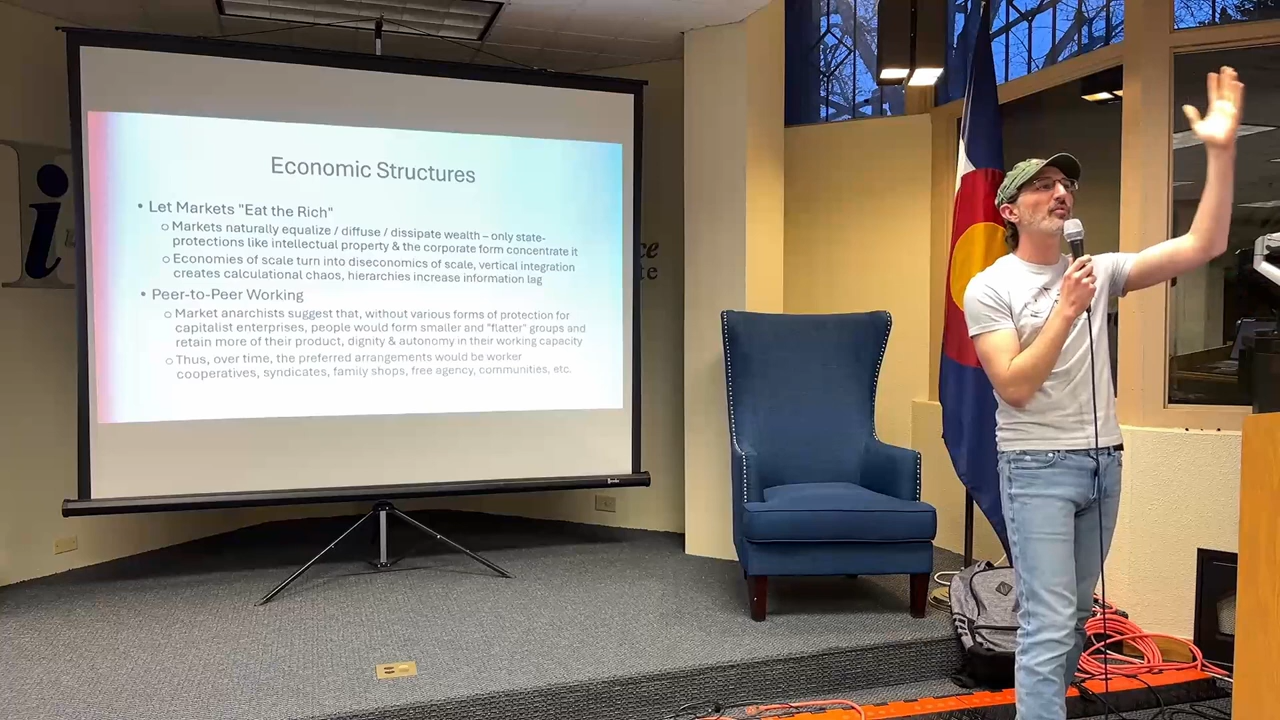 Economic Structures
• Let Markets "Eat the Rich"
o Markets naturally equalize / diffuse / dissipate wealth – only state-
protections like intellectual property & the corporate form concentrate it
o Economies of scale turn into diseconomies of scale, vertical integration
creates calculational chaos, hierarchies increase information lag
• Peer-to-Peer Working
o Market anarchists suggest that, without various forms of protection for
capitalist enterprises, people would form smaller and "flatter" groups and
retain more of their product, dignity & autonomy in their working capacity
o Thus, over time, the preferred arrangements would be worker
cooperatives, syndicates, family shops, free agency, communities, etc.